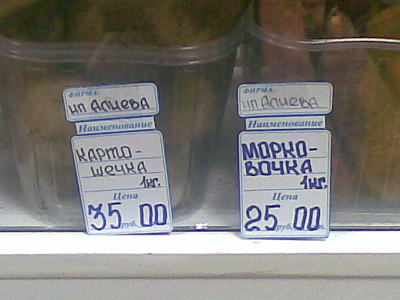 ФИРМА:
ип Алиева
Наименование
КАРТО-
ШЕЧКА
1кг.
Цена
35 руб. 00
ФИРМА:
ип Алиева
Наименование
МОРКО-
ВОЧКА
1кг.
Цена
25 руб. 00